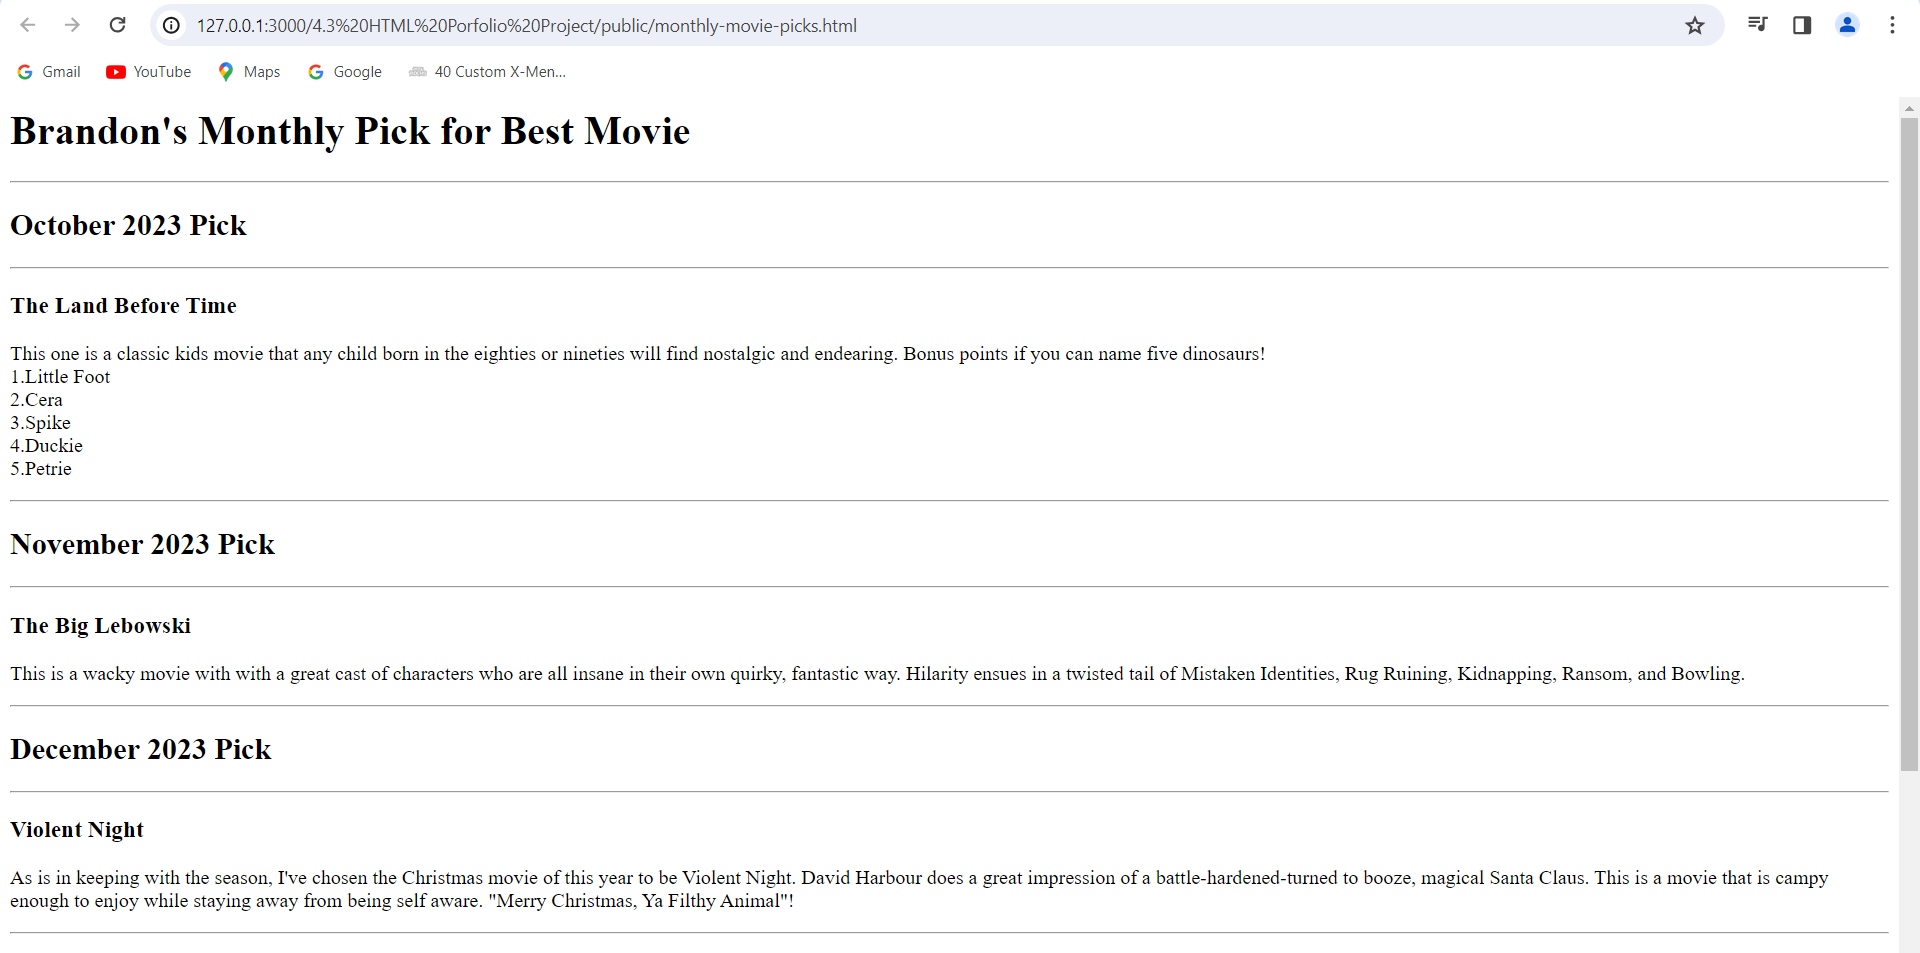 127.0.0.1:3000/4.3%20HTML%20Porfolio%20Project/public/monthly-movie-picks.html
Gmail YouTube Maps Google 40 Custom X-Men...
Brandon's Monthly Pick for Best Movie
October 2023 Pick
The Land Before Time
This one is a classic kids movie that any child born in the eighties or nineties will find nostalgic and endearing. Bonus points if you can name five dinosaurs!
1.Little Foot
2.Cera
3.Spike
4.Duckie
5.Petrie
November 2023 Pick
The Big Lebowski
This is a wacky movie with with a great cast of characters who are all insane in their own quirky, fantastic way. Hilarity ensues in a twisted tail of Mistaken Identities, Rug Ruining, Kidnapping, Ransom, and Bowling.
December 2023 Pick
Violent Night
As is in keeping with the season, I've chosen the Christmas movie of this year to be Violent Night. David Harbour does a great impression of a battle-hardened-turned to booze, magical Santa Claus. This is a movie that is campy
enough to enjoy while staying away from being self aware. "Merry Christmas, Ya Filthy Animal"!